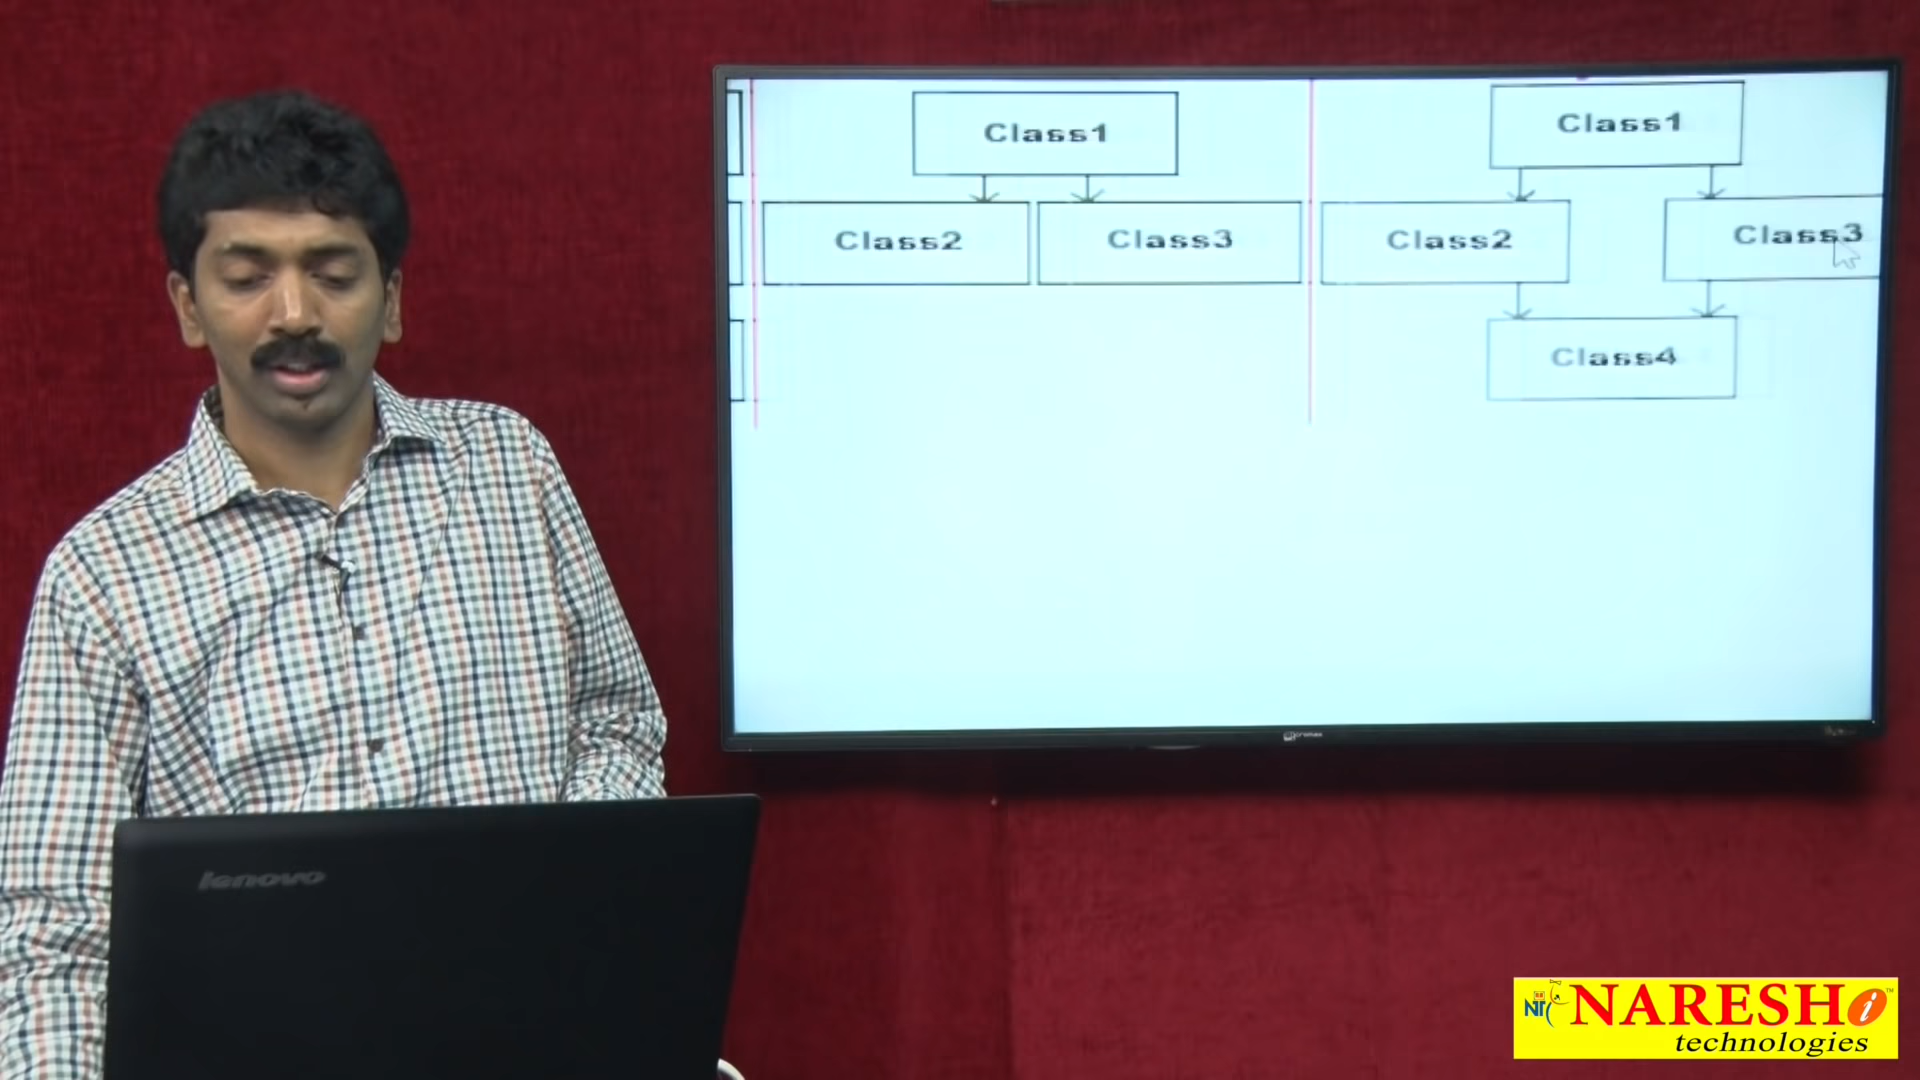 Class1
Class1
Class2
Class3
Class2
Class3
Class4
lenovo
NARESH i
technologies